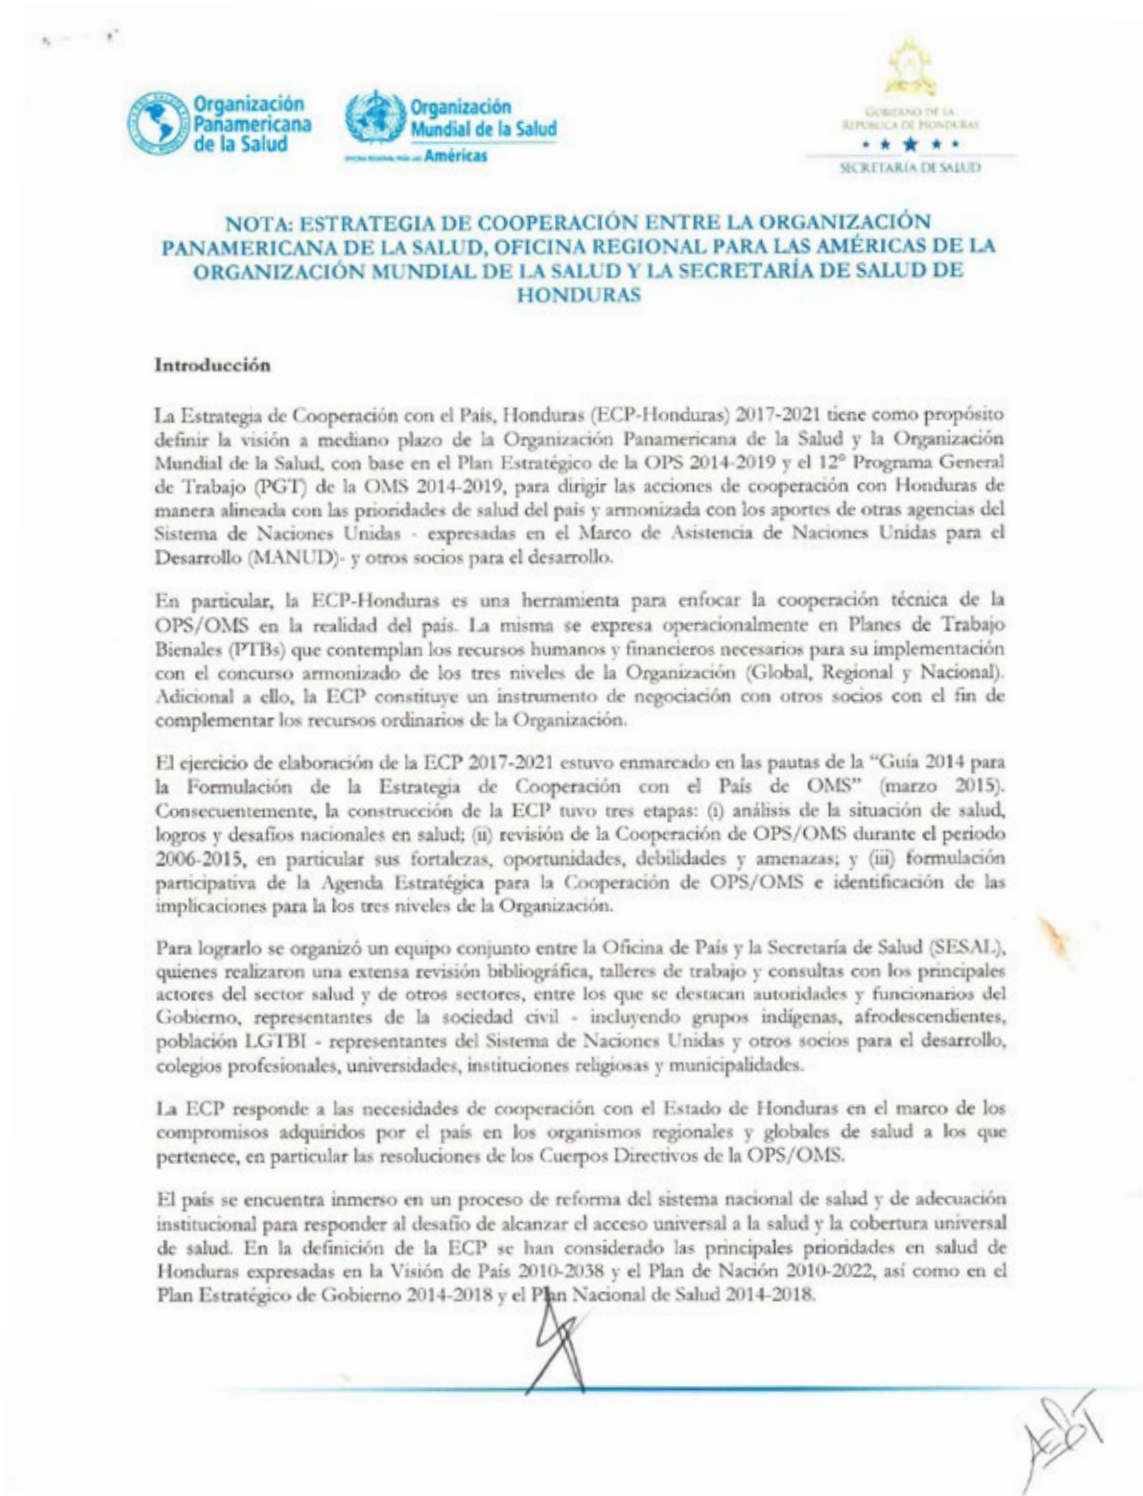 Organización
Panamericana
de la Salud
Organización
Mundial de la Salud
OFICINA REGIONAL PARA LAS Américas
GOBIERNO DE LA
REPÚBLICA DE HONDURAS
SECRETARÍA DE SALUD
NOTA: ESTRATEGIA DE COOPERACIÓN ENTRE LA ORGANIZACIÓN
PANAMERICANA DE LA SALUD, OFICINA REGIONAL PARA LAS AMÉRICAS DE LA
ORGANIZACIÓN MUNDIAL DE LA SALUD Y LA SECRETARÍA DE SALUD DE
HONDURAS
Introducción
La Estrategia de Cooperación con el País, Honduras (ECP-Honduras) 2017-2021 tiene como propósito
definir la visión a mediano plazo de la Organización Panamericana de la Salud y la Organización
Mundial de la Salud, con base en el Plan Estratégico de la OPS 2014-2019 y el 12° Programa General
de Trabajo (PGT) de la OMS 2014-2019, para dirigir las acciones de cooperación con Honduras de
manera alineada con las prioridades de salud del país y armonizada con los aportes de otras agencias del
Sistema de Naciones Unidas - expresadas en el Marco de Asistencia de Naciones Unidas para el
Desarrollo (MANUD)- y otros socios para el desarrollo.
En particular, la ECP-Honduras es una herramienta para enfocar la cooperación técnica de la
OPS/OMS en la realidad del país. La misma se expresa operacionalmente en Planes de Trabajo
Bienales (PTBs) que contemplan los recursos humanos y financieros necesarios para su implementación
con el concurso armonizado de los tres niveles de la Organización (Global, Regional y Nacional).
Adicional a ello, la ECP constituye un instrumento de negociación con otros socios con el fin de
complementar los recursos ordinarios de la Organización.
El ejercicio de elaboración de la ECP 2017-2021 estuvo enmarcado en las pautas de la “Guía 2014 para
la Formulación de la Estrategia de Cooperación con el País de OMS” (marzo 2015).
Consecuentemente, la construcción de la ECP tuvo tres etapas: (i) análisis de la situación de salud,
logros y desafíos nacionales en salud; (ii) revisión de la Cooperación de OPS/OMS durante el periodo
2006-2015, en particular sus fortalezas, oportunidades, debilidades y amenazas; y (iii) formulación
participativa de la Agenda Estratégica para la Cooperación de OPS/OMS e identificación de las
implicaciones para la los tres niveles de la Organización.
Para lograrlo se organizó un equipo conjunto entre la Oficina de País y la Secretaría de Salud (SESAL),
quienes realizaron una extensa revisión bibliográfica, talleres de trabajo y consultas con los principales
actores del sector salud y de otros sectores, entre los que se destacan autoridades y funcionarios del
Gobierno, representantes de la sociedad civil - incluyendo grupos indígenas, afrodescendientes,
población LGTBI - representantes del Sistema de Naciones Unidas y otros socios para el desarrollo,
colegios profesionales, universidades, instituciones religiosas y municipalidades.
La ECP responde a las necesidades de cooperación con el Estado de Honduras en el marco de los
compromisos adquiridos por el país en los organismos regionales y globales de salud a los que
pertenece, en particular las resoluciones de los Cuerpos Directivos de la OPS/OMS.
El país se encuentra inmerso en un proceso de reforma del sistema nacional de salud y de adecuación
institucional para responder al desafío de alcanzar el acceso universal a la salud y la cobertura universal
de salud. En la definición de la ECP se han considerado las principales prioridades en salud de
Honduras expresadas en la Visión de País 2010-2038 y el Plan de Nación 2010-2022, así como en el
Plan Estratégico de Gobierno 2014-2018 y el Plan Nacional de Salud 2014-2018.